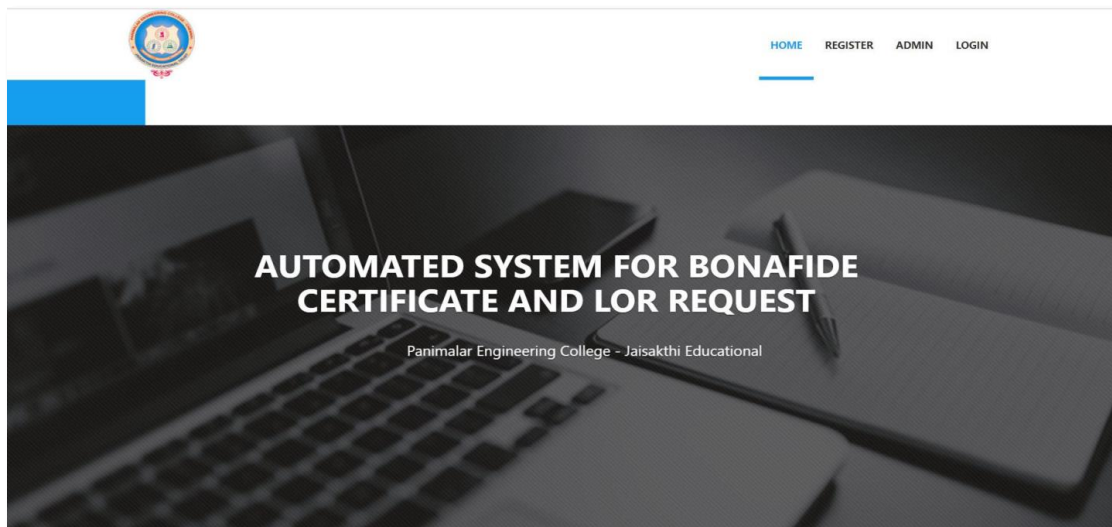 HOME REGISTER ADMIN LOGIN
AUTOMATED SYSTEM FOR BONAFIDE
CERTIFICATE AND LOR REQUEST
Panimalar Engineering College - Jaisakthi Educational